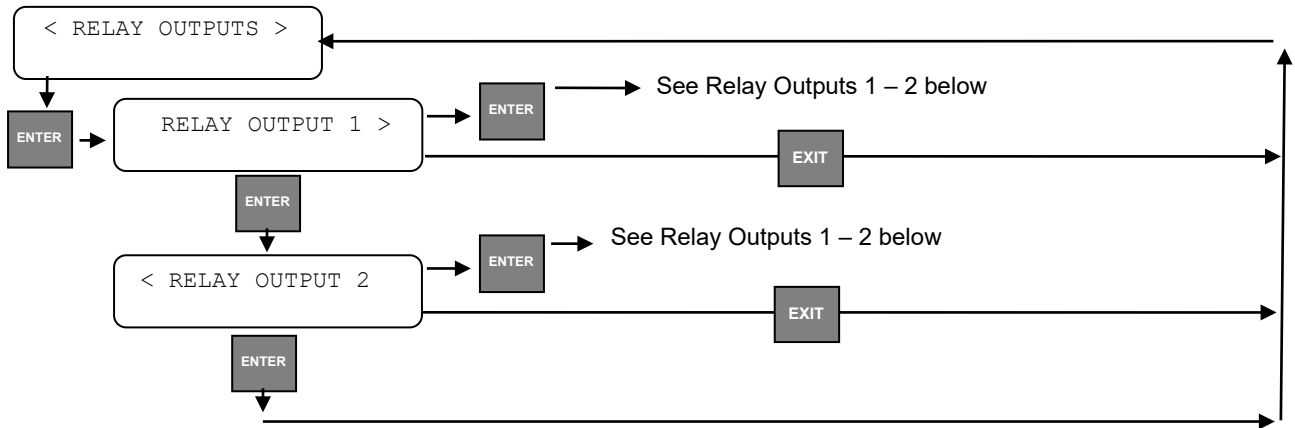 < RELAY OUTPUTS >
ENTER
See Relay Outputs 1 – 2 below
ENTER
RELAY OUTPUT 1 >
EXIT
ENTER
ENTER
See Relay Outputs 1 – 2 below
< RELAY OUTPUT 2
EXIT
ENTER